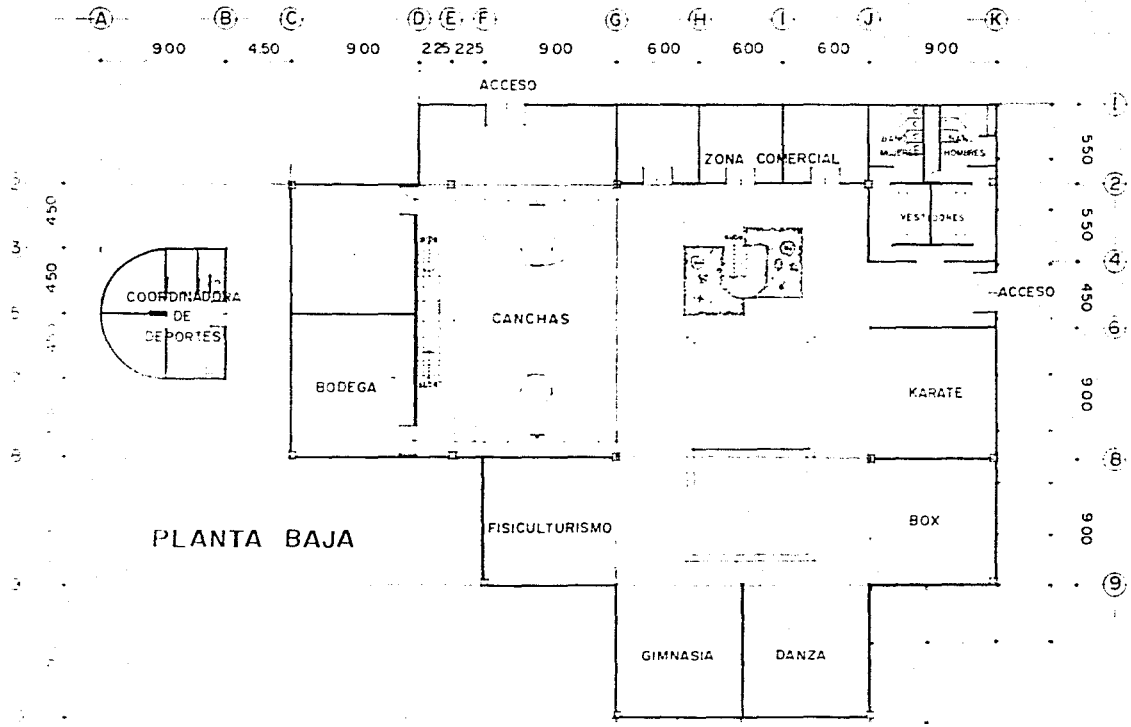 A B C D E F G H I J K
900 450 900 225 225 900 600 600 600 900
ACCESO
1
550
ZONA COMERCIAL
MUJERES
HOMBRES
2
450
VESTIDORES
550
3
4
450
COORDINADORA
DE
DEPORTES
ACCESO
450
CANCHAS
6
BODEGA
KARATE
900
8
PLANTA BAJA
FISICULTURISMO
BOX
900
9
GIMNASIA
DANZA